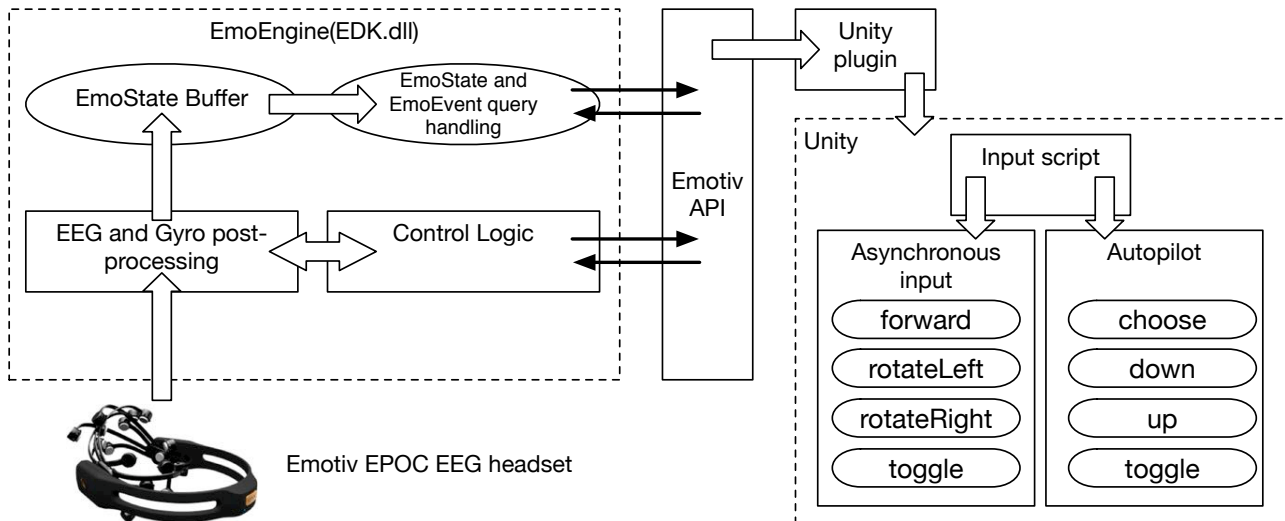 EmoEngine(EDK.dll)
EmoState Buffer
EmoState and
EmoEvent query
handling
EEG and Gyro post-
processing
Control Logic
Emotiv
API
Unity
plugin
Unity
Input script
Asynchronous
input
forward
rotateLeft
rotateRight
toggle
Autopilot
choose
down
up
toggle
Emotiv EPOC EEG headset